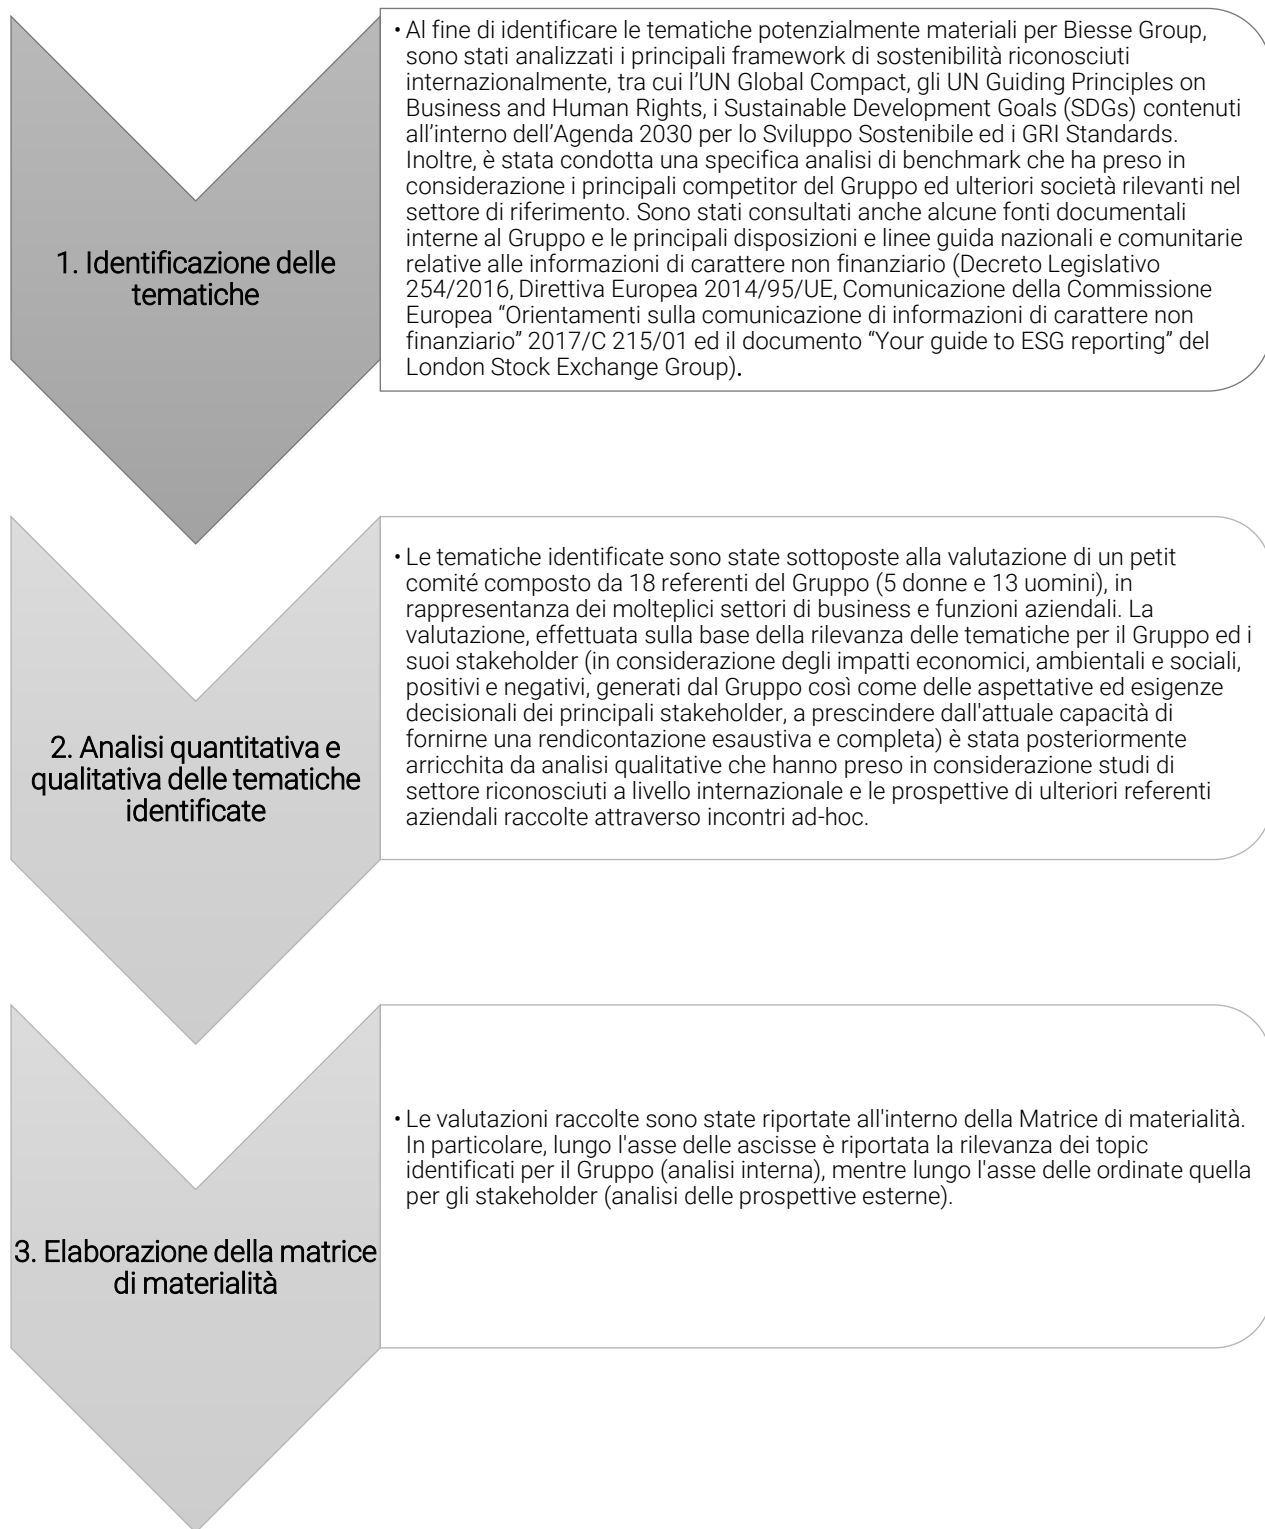 1. Identificazione delle
tematiche
• Al fine di identificare le tematiche potenzialmente materiali per Biesse Group,
sono stati analizzati i principali framework di sostenibilità riconosciuti
internazionalmente, tra cui l’UN Global Compact, gli UN Guiding Principles on
Business and Human Rights, i Sustainable Development Goals (SDGs) contenuti
all’interno dell’Agenda 2030 per lo Sviluppo Sostenibile ed i GRI Standards.
Inoltre, è stata condotta una specifica analisi di benchmark che ha preso in
considerazione i principali competitor del Gruppo ed ulteriori società rilevanti nel
settore di riferimento. Sono stati consultati anche alcune fonti documentali
interne al Gruppo e le principali disposizioni e linee guida nazionali e comunitarie
relative alle informazioni di carattere non finanziario (Decreto Legislativo
254/2016, Direttiva Europea 2014/95/UE, Comunicazione della Commissione
Europea “Orientamenti sulla comunicazione di informazioni di carattere non
finanziario” 2017/C 215/01 ed il documento “Your guide to ESG reporting” del
London Stock Exchange Group).
2. Analisi quantitativa e
qualitativa delle tematiche
identificate
• Le tematiche identificate sono state sottoposte alla valutazione di un petit
comité composto da 18 referenti del Gruppo (5 donne e 13 uomini), in
rappresentanza dei molteplici settori di business e funzioni aziendali. La
valutazione, effettuata sulla base della rilevanza delle tematiche per il Gruppo ed i
suoi stakeholder (in considerazione degli impatti economici, ambientali e sociali,
positivi e negativi, generati dal Gruppo così come delle aspettative ed esigenze
decisionali dei principali stakeholder, a prescindere dall'attuale capacità di
fornirne una rendicontazione esaustiva e completa) è stata posteriormente
arricchita da analisi qualitative che hanno preso in considerazione studi di
settore riconosciuti a livello internazionale e le prospettive di ulteriori referenti
aziendali raccolte attraverso incontri ad-hoc.
3. Elaborazione della matrice
di materialità
• Le valutazioni raccolte sono state riportate all'interno della Matrice di materialità.
In particolare, lungo l'asse delle ascisse è riportata la rilevanza dei topic
identificati per il Gruppo (analisi interna), mentre lungo l'asse delle ordinate quella
per gli stakeholder (analisi delle prospettive esterne).